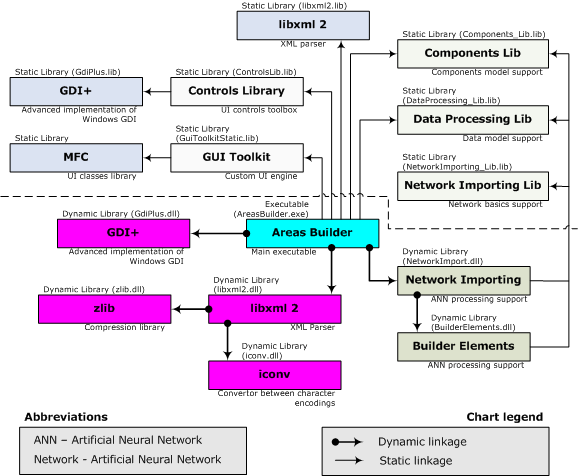 Static Library (libxml2.lib)
libxml 2
XML parser
Static Library (Components_Lib.lib)
Components Lib
Components model support
Static Library (GdiPlus.lib)
GDI+
Advanced implementation of
Windows GDI
Static Library (ControlsLib.lib)
Controls Library
UI controls toolbox
Static Library
(DataProcessing_Lib.lib)
Data Processing Lib
Data model support
Static Library
MFC
UI classes library
Static Library
(GuiToolkitStatic.lib)
GUI Toolkit
Custom UI engine
Static Library
(NetworkImporting_Lib.lib)
Network Importing Lib
Network basics support
Dynamic Library (GdiPlus.dll)
GDI+
Advanced implementation of
Windows GDI
Executable
(AreasBuilder.exe)
Areas Builder
Main executable
Dynamic Library
(NetworkImport.dll)
Network Importing
ANN processing support
Dynamic Library (zlib.dll)
zlib
Compression library
Dynamic Library
(libxml2.dll)
libxml 2
XML Parser
Dynamic Library
(BuilderElements.dll)
Builder Elements
ANN processing support
Dynamic Library
(iconv.dll)
iconv
Convertor between character
encodings
Abbreviations
ANN – Artificial Neural Network
Network - Artificial Neural Network
Chart legend
Dynamic linkage
Static linkage